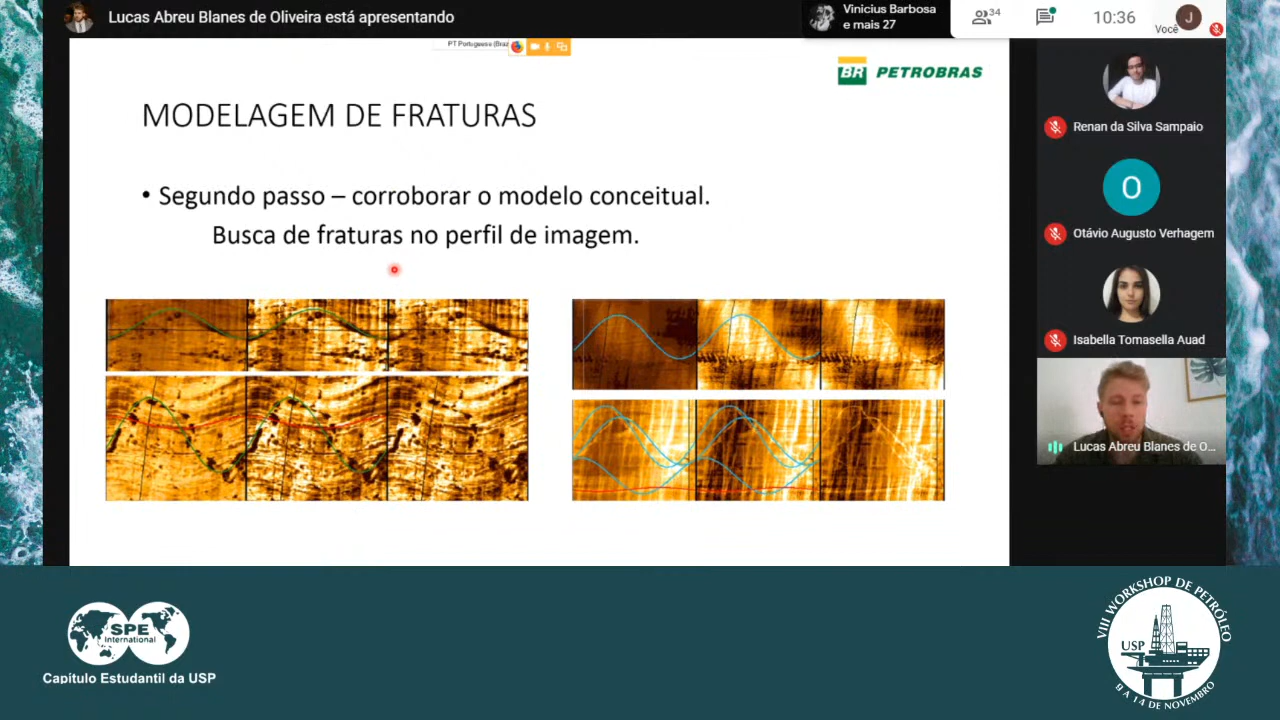 Lucas Abreu Blanes de Oliveira está apresentando
Vinicius Barbosa
e mais 27
34
10:36
Você
J
PT Portuguese (Braz
BR PETROBRAS
MODELAGEM DE FRATURAS
• Segundo passo – corroborar o modelo conceitual.
Busca de fraturas no perfil de imagem.
Renan da Silva Sampaio
O
Otávio Augusto Verhagem
Isabella Tomasella Auad
Lucas Abreu Blanes de O...
SPE
International
Capítulo Estudantil da USP
VIII WORKSHOP DE PETRÓLEO
USP
9 A 14 DE NOVEMBRO